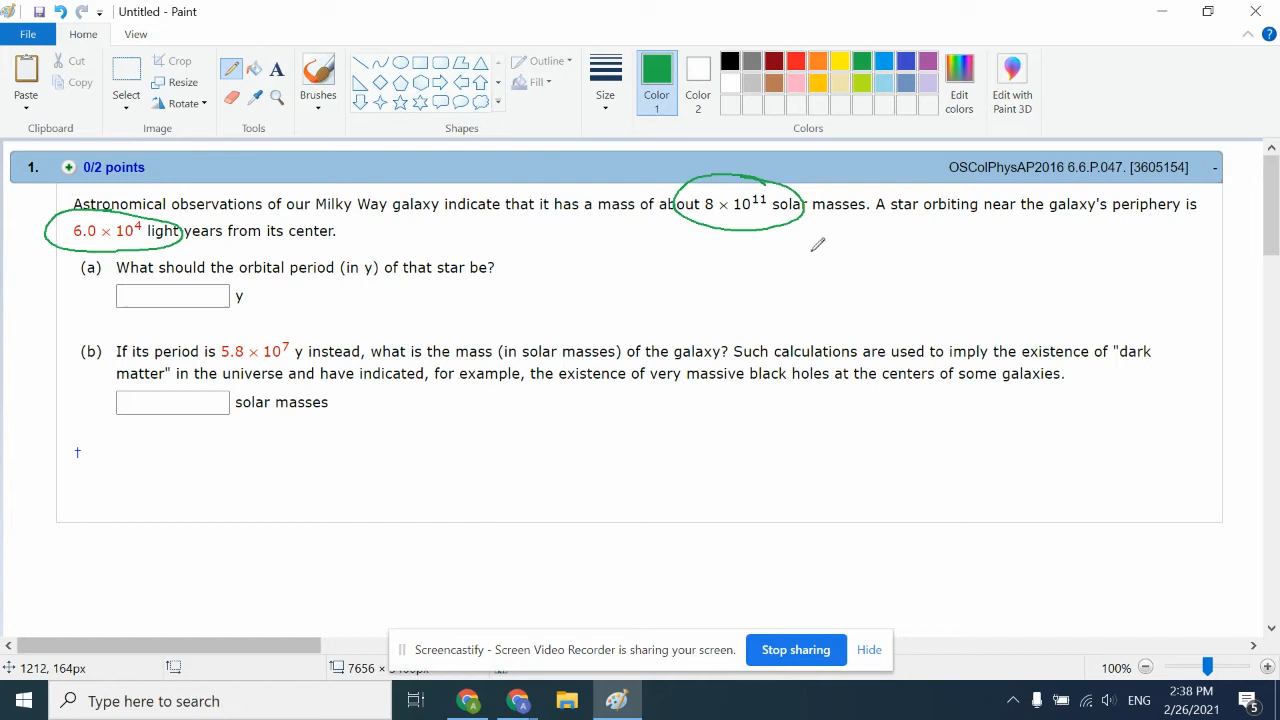 Untitled - Paint
File Home View
Paste
Cut
Copy
Clipboard
Select
Crop
Resize
Rotate
Image
A
Tools
Brushes
Outline
Fill
Shapes
Size
Color 1
Color 2
Edit colors
Edit with Paint 3D
Colors
1. 0/2 points OSColPhysAP2016 6.6.P.047. [3605154] -
Astronomical observations of our Milky Way galaxy indicate that it has a mass of about 8 × 10¹¹ solar masses. A star orbiting near the galaxy's periphery is
6.0 × 10⁴ light years from its center.
(a) What should the orbital period (in y) of that star be?
y
(b) If its period is 5.8 × 10⁷ y instead, what is the mass (in solar masses) of the galaxy? Such calculations are used to imply the existence of "dark
matter" in the universe and have indicated, for example, the existence of very massive black holes at the centers of some galaxies.
solar masses
†
Screencastify - Screen Video Recorder is sharing your screen. Stop sharing Hide
1212, 164px 100%
Type here to search
ENG
2:38 PM
2/26/2021
5